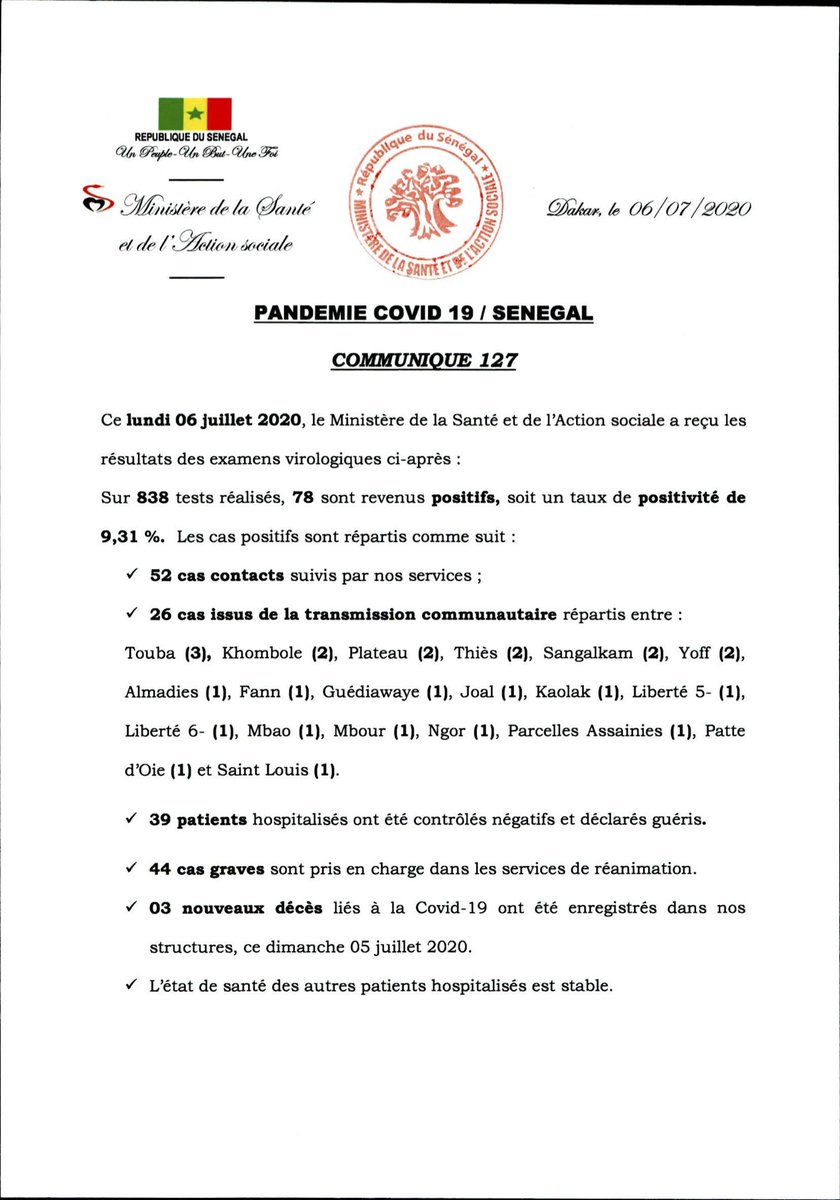 REPUBLIQUE DU SENEGAL
Un Peuple-Un But-Une Foi
Ministère de la Santé
et de l'Action sociale
★ République du Sénégal ★
MINISTÈRE DE LA SANTÉ ET DE L'ACTION SOCIALE
Dakar, le 06/07/2020
PANDEMIE COVID 19 / SENEGAL
COMMUNIQUE 127
Ce lundi 06 juillet 2020, le Ministère de la Santé et de l'Action sociale a reçu les
résultats des examens virologiques ci-après :
Sur 838 tests réalisés, 78 sont revenus positifs, soit un taux de positivité de
9,31 %. Les cas positifs sont répartis comme suit :
✓ 52 cas contacts suivis par nos services ;
✓ 26 cas issus de la transmission communautaire répartis entre :
Touba (3), Khombole (2), Plateau (2), Thiès (2), Sangalkam (2), Yoff (2),
Almadies (1), Fann (1), Guédiawaye (1), Joal (1), Kaolak (1), Liberté 5- (1),
Liberté 6- (1), Mbao (1), Mbour (1), Ngor (1), Parcelles Assainies (1), Patte
d'Oie (1) et Saint Louis (1).
✓ 39 patients hospitalisés ont été contrôlés négatifs et déclarés guéris.
✓ 44 cas graves sont pris en charge dans les services de réanimation.
✓ 03 nouveaux décès liés à la Covid-19 ont été enregistrés dans nos
structures, ce dimanche 05 juillet 2020.
✓ L'état de santé des autres patients hospitalisés est stable.